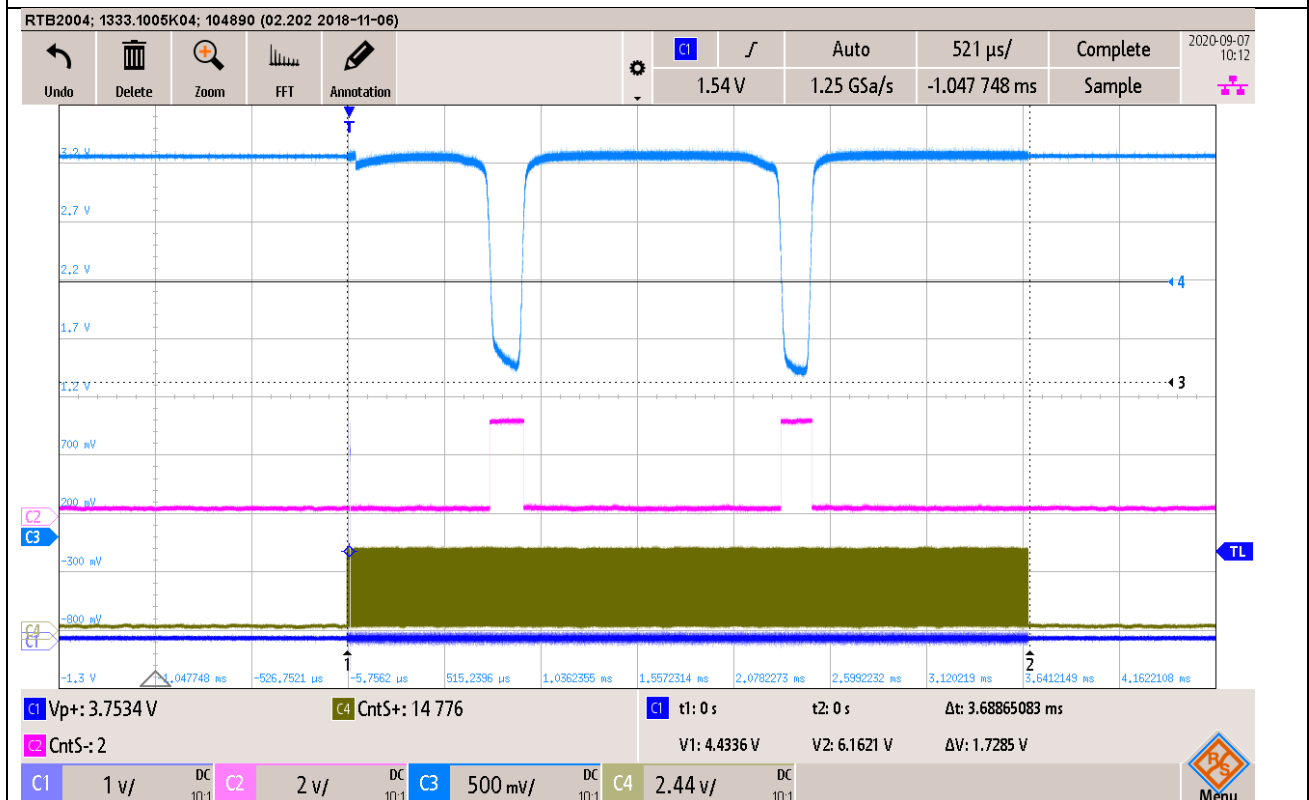 RTB2004; 1333.1005K04; 104890 (02.202 2018-11-06)
Undo Delete Zoom FFT Annotation
C1 Auto 521 µs/ Complete 2020-09-07
10:12
1.54 V 1.25 GSa/s -1.047 748 ms Sample
T
3.2 V
2.7 V
2.2 V
4
1.7 V
3
1.2 V
700 mV
200 mV
C2
C3
-300 mV
TL
-800 mV
C4
C1
1 2
-1.3 V -1.047748 ms -526.7521 µs -5.7562 µs 515.2396 µs 1.0362355 ms 1.5572314 ms 2.0782273 ms 2.5992232 ms 3.120219 ms 3.6412149 ms 4.1622108 ms
C1 Vp+: 3.7534 V C4 CntS+: 14 776 C1 t1: 0 s t2: 0 s Δt: 3.68865083 ms
C2 CntS-: 2 V1: 4.4336 V V2: 6.1621 V ΔV: 1.7285 V
C1 1 V/ DC 10:1 C2 2 V/ DC 10:1 C3 500 mV/ DC 10:1 C4 2.44 V/ DC 10:1 R&S Menu